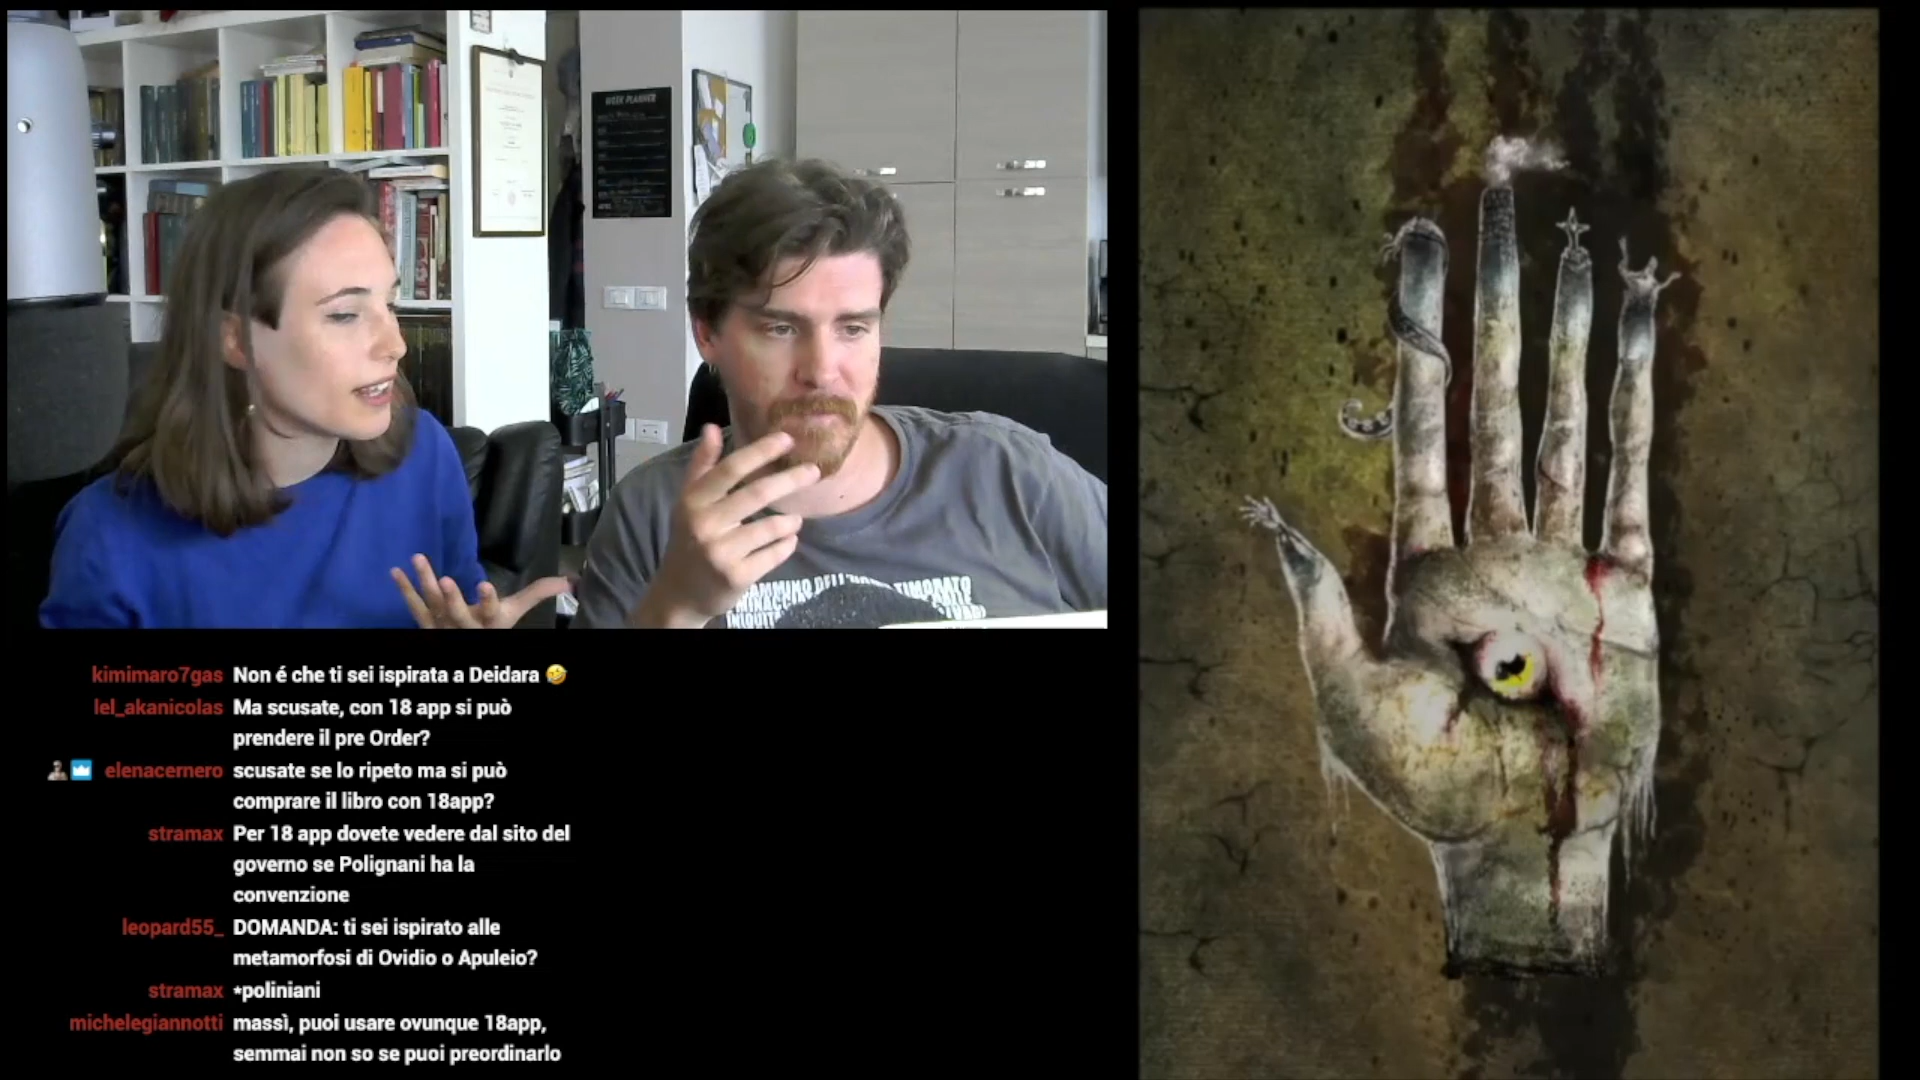 WEEK PLANNER
kimimaro7gas Non é che ti sei ispirata a Deidara 🤣
lel_akanicolas Ma scusate, con 18 app si può
prendere il pre Order?
elenacernero scusate se lo ripeto ma si può
comprare il libro con 18app?
stramax Per 18 app dovete vedere dal sito del
governo se Polignani ha la
convenzione
leopard55_ DOMANDA: ti sei ispirato alle
metamorfosi di Ovidio o Apuleio?
stramax *poliniani
michelegiannotti massì, puoi usare ovunque 18app,
semmai non so se puoi preordinarlo